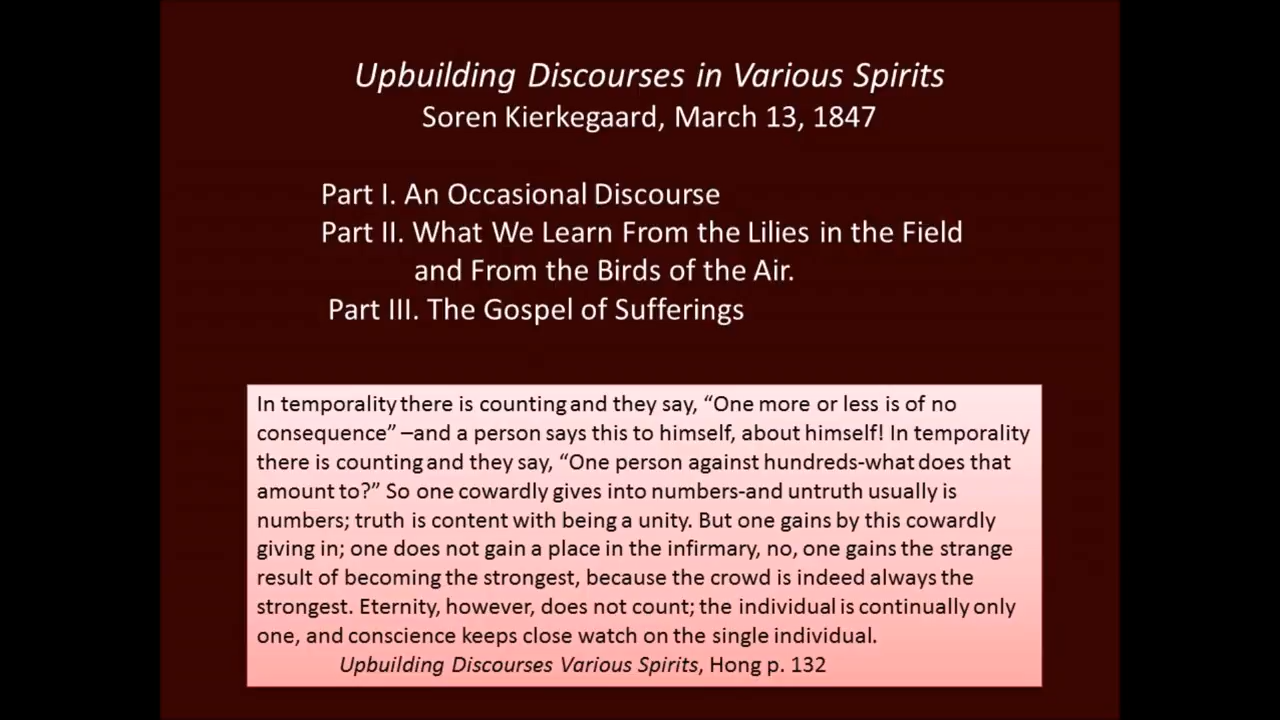 Upbuilding Discourses in Various Spirits
Soren Kierkegaard, March 13, 1847
Part I. An Occasional Discourse
Part II. What We Learn From the Lilies in the Field
and From the Birds of the Air.
Part III. The Gospel of Sufferings
In temporality there is counting and they say, “One more or less is of no
consequence” –and a person says this to himself, about himself! In temporality
there is counting and they say, “One person against hundreds-what does that
amount to?” So one cowardly gives into numbers-and untruth usually is
numbers; truth is content with being a unity. But one gains by this cowardly
giving in; one does not gain a place in the infirmary, no, one gains the strange
result of becoming the strongest, because the crowd is indeed always the
strongest. Eternity, however, does not count; the individual is continually only
one, and conscience keeps close watch on the single individual.
Upbuilding Discourses Various Spirits, Hong p. 132